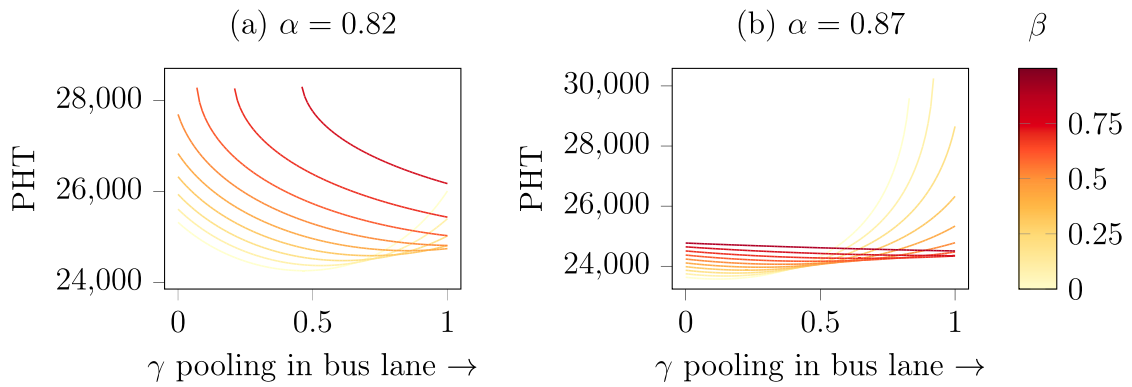 (a) α = 0.82
PHT
28,000
26,000
24,000
0 0.5 1
γ pooling in bus lane →
(b) α = 0.87
PHT
30,000
28,000
26,000
24,000
0 0.5 1
γ pooling in bus lane →
β
0.75
0.5
0.25
0